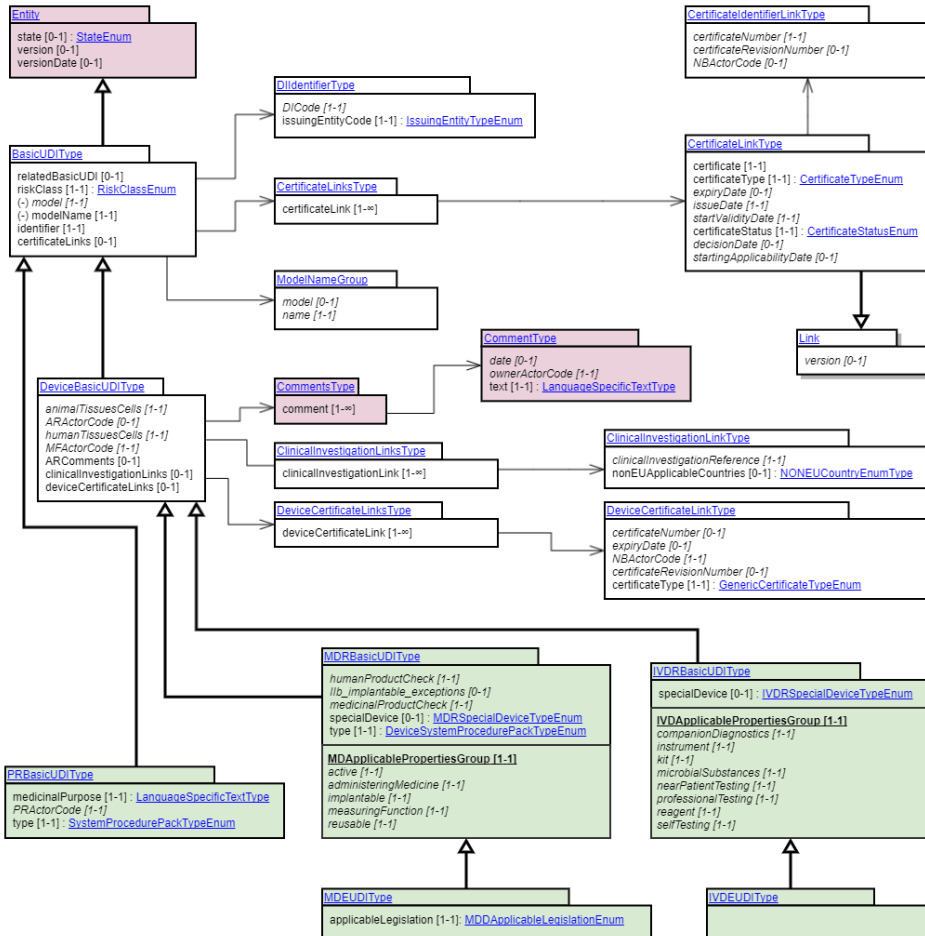 Entity
state [0-1] : StateEnum
version [0-1]
versionDate [0-1]
CertificateIdentifierLinkType
certificateNumber [1-1]
certificateRevisionNumber [0-1]
NBActorCode [0-1]
DIIdentifierType
DICode [1-1]
issuingEntityCode [1-1] : IssuingEntityTypeEnum
BasicUDIType
relatedBasicUDI [0-1]
riskClass [1-1] : RiskClassEnum
(-) model [1-1]
(-) modelName [1-1]
identifier [1-1]
certificateLinks [0-1]
CertificateLinksType
certificateLink [1-∞]
CertificateLinkType
certificate [1-1]
certificateType [1-1] : CertificateTypeEnum
expiryDate [0-1]
issueDate [1-1]
startValidityDate [1-1]
certificateStatus [1-1] : CertificateStatusEnum
decisionDate [0-1]
startingApplicabilityDate [0-1]
ModelNameGroup
model [0-1]
name [1-1]
Link
version [0-1]
CommentType
date [0-1]
ownerActorCode [1-1]
text [1-1] : LanguageSpecificTextType
DeviceBasicUDIType
animalTissuesCells [1-1]
ARActorCode [0-1]
humanTissuesCells [1-1]
MFActorCode [1-1]
ARComments [0-1]
clinicalInvestigationLinks [0-1]
deviceCertificateLinks [0-1]
CommentsType
comment [1-∞]
ClinicalInvestigationLinksType
clinicalInvestigationLink [1-∞]
ClinicalInvestigationLinkType
clinicalInvestigationReference [1-1]
nonEUApplicableCountries [0-1] : NONEUCountryEnumType
DeviceCertificateLinksType
deviceCertificateLink [1-∞]
DeviceCertificateLinkType
certificateNumber [0-1]
expiryDate [0-1]
NBActorCode [1-1]
certificateRevisionNumber [0-1]
certificateType [1-1] : GenericCertificateTypeEnum
MDRBasicUDIType
humanProductCheck [1-1]
IIb_implantable_exceptions [0-1]
medicinalProductCheck [1-1]
specialDevice [0-1] : MDRSpecialDeviceTypeEnum
type [1-1] : DeviceSystemProcedurePackTypeEnum
MDApplicablePropertiesGroup [1-1]
active [1-1]
administeringMedicine [1-1]
implantable [1-1]
measuringFunction [1-1]
reusable [1-1]
IVDRBasicUDIType
specialDevice [0-1] : IVDRSpecialDeviceTypeEnum
IVDApplicablePropertiesGroup [1-1]
companionDiagnostics [1-1]
instrument [1-1]
kit [1-1]
microbialSubstances [1-1]
nearPatientTesting [1-1]
professionalTesting [1-1]
reagent [1-1]
selfTesting [1-1]
PRBasicUDIType
medicinalPurpose [1-1] : LanguageSpecificTextType
PRActorCode [1-1]
type [1-1] : SystemProcedurePackTypeEnum
MDEUDIType
applicableLegislation [1-1]: MDDApplicableLegislationEnum
IVDEUDIType